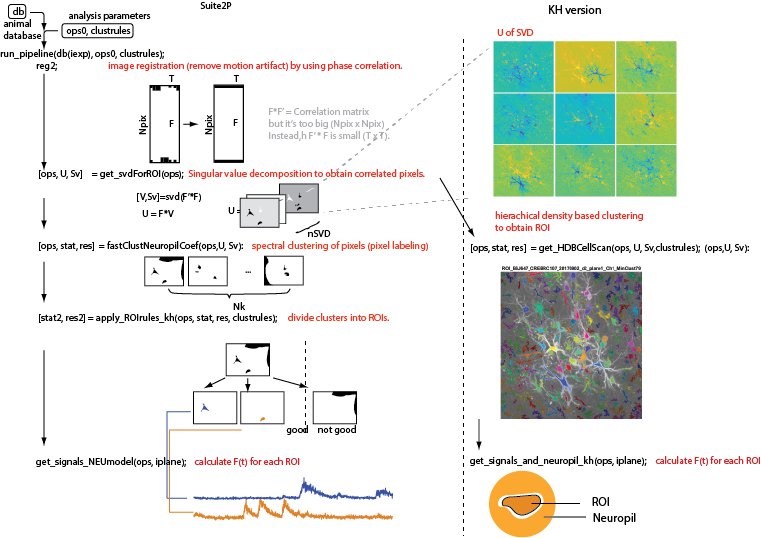 Suite2P
KH version
db
analysis parameters
animal
database
ops0, clustrules
run_pipeline(db(iexp), ops0, clustrules);
reg2;
image registration (remove motion artifact) by using phase correlation.
U of SVD
T
T
Npix
F
Npix
F
F*F' = Correlation matrix
but it's too big (Npix x Npix)
Instead,h F'* F is small (T x T).
[ops, U, Sv] = get_svdForROI(ops);
Singular value decomposition to obtain correlated pixels.
[V,Sv]=svd(F'*F)
U = F*V
U =
nSVD
hierachical density based clustering
to obtain ROI
[ops, stat, res] = fastClustNeuropilCoef(ops,U, Sv):
spectral clustering of pixels (pixel labeling)
[ops, stat, res] = get_HDBCellScan(ops, U, Sv,clustrules); (ops,U, Sv):
...
Nk
[stat2, res2] = apply_ROIrules_kh(ops, stat, res, clustrules);
divide clusters into ROIs.
good
not good
get_signals_NEUmodel(ops, iplane);
calculate F(t) for each ROI
get_signals_and_neuropil_kh(ops, iplane);
calculate F(t) for each ROI
ROI
Neuropil